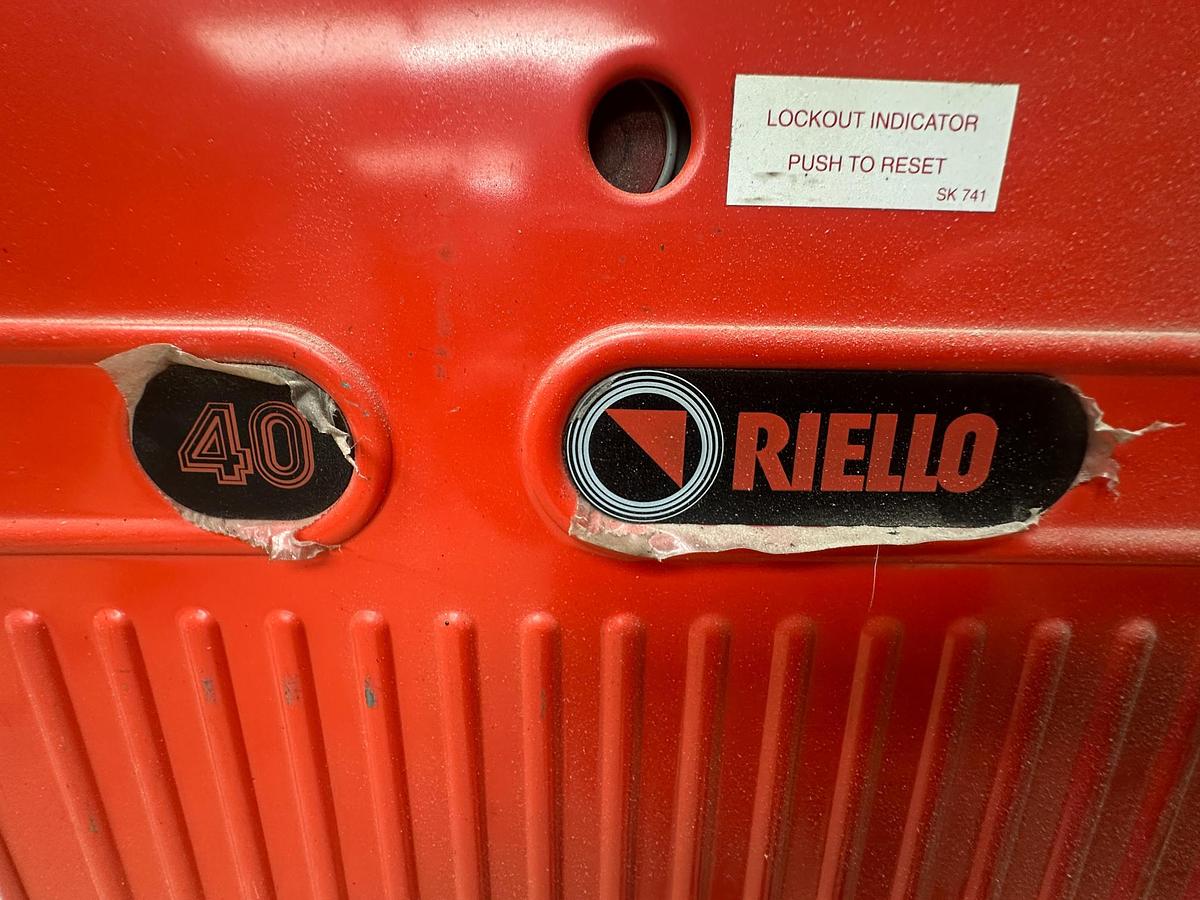 LOCKOUT INDICATOR
PUSH TO RESET
SK 741
40
RIELLO